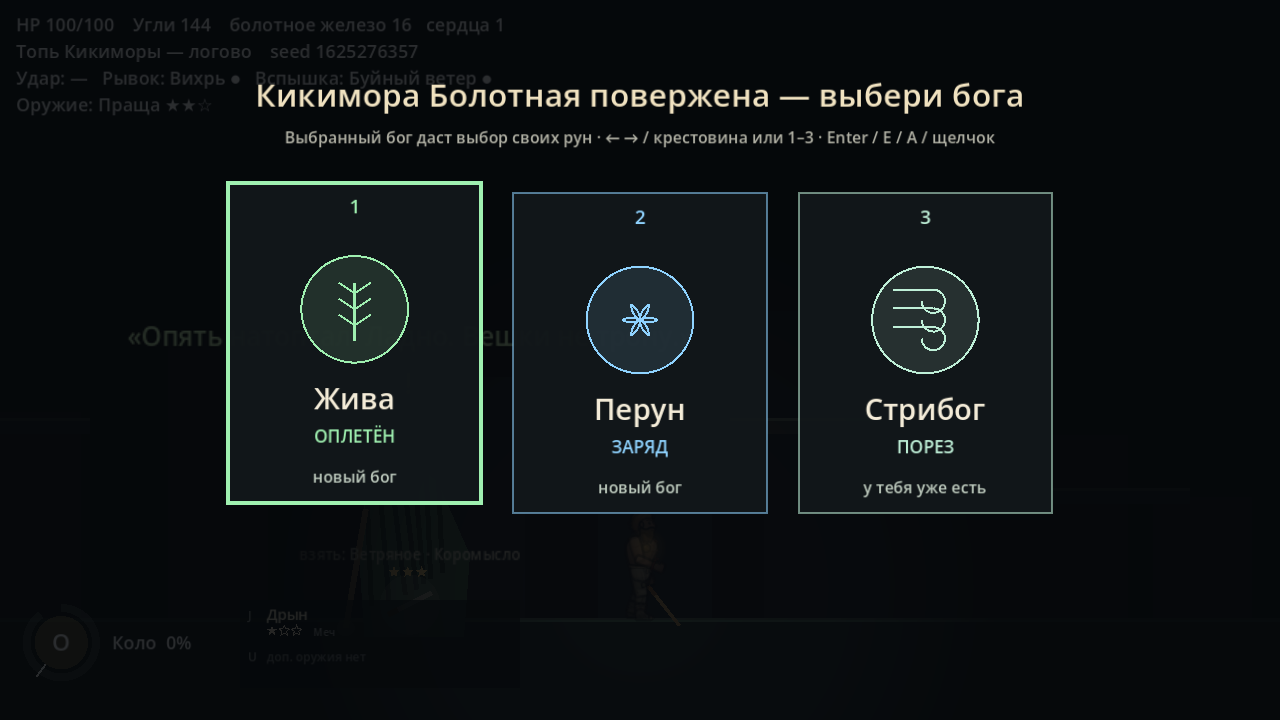 HP 100/100 Угли 144 болотное железо 16 сердца 1
Топь Кикиморы — логово seed 1625276357
Удар: — Рывок: Вихрь ● Вспышка: Буйный ветер ●
Оружие: Праща ★★☆
Кикимора Болотная повержена — выбери бога
Выбранный бог даст выбор своих рун · ← → / крестовина или 1–3 · Enter / E / A / щелчок
1
Жива
ОПЛЕТЁН
новый бог
2
Перун
ЗАРЯД
новый бог
3
Стрибог
ПОРЕЗ
у тебя уже есть
«Опять
взять: Ветряное · Коромысло
★★★
J Дрын
★☆☆ Меч
U доп. оружия нет
О
Коло 0%